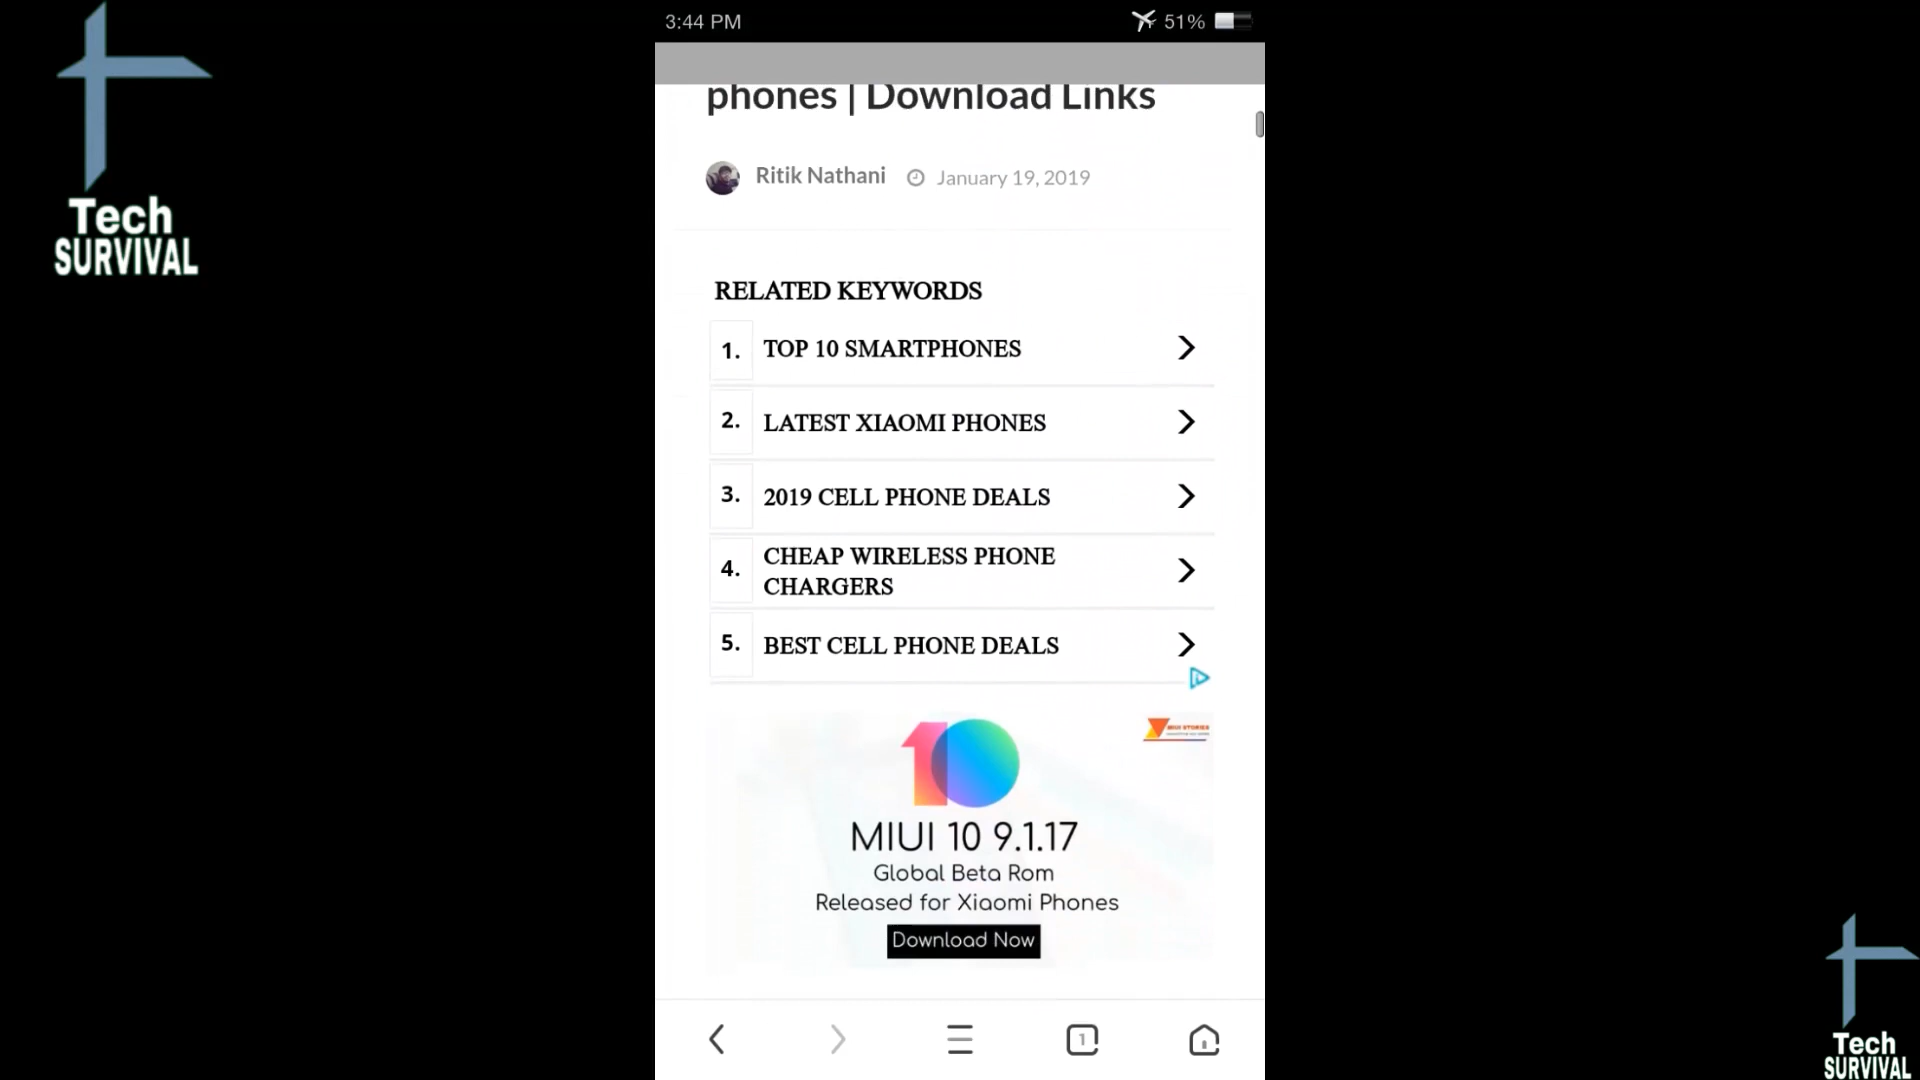 3:44 PM
51%
Tech
SURVIVAL
phones | Download Links
Ritik Nathani January 19, 2019
RELATED KEYWORDS
1. TOP 10 SMARTPHONES
2. LATEST XIAOMI PHONES
3. 2019 CELL PHONE DEALS
4. CHEAP WIRELESS PHONE
CHARGERS
5. BEST CELL PHONE DEALS
10
MIUI STORIES
MIUI 10 9.1.17
Global Beta Rom
Released for Xiaomi Phones
Download Now
1
Tech
SURVIVAL